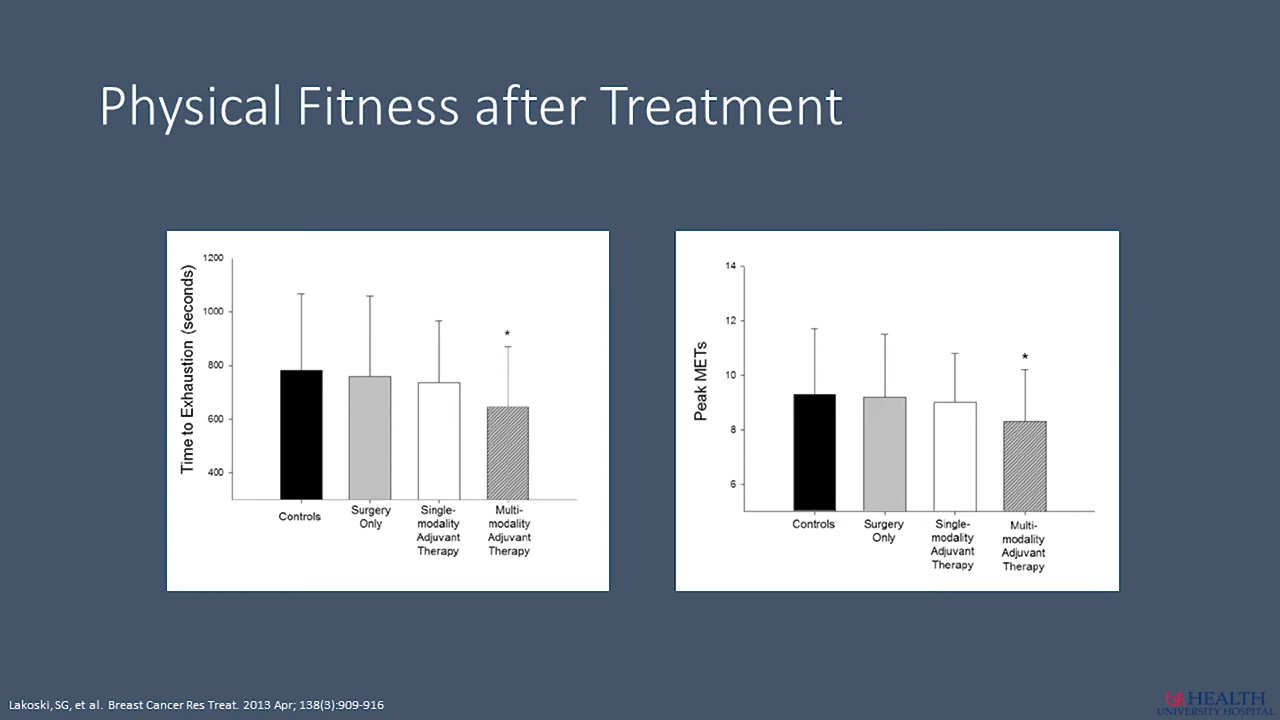 Physical Fitness after Treatment
Time to Exhaustion (seconds)
1200
1000
800
600
400
*
Controls
Surgery
Only
Single-
modality
Adjuvant
Therapy
Multi-
modality
Adjuvant
Therapy
Peak METs
14
12
10
8
6
*
Controls
Surgery
Only
Single-
modality
Adjuvant
Therapy
Multi-
modality
Adjuvant
Therapy
Lakoski, SG, et al. Breast Cancer Res Treat. 2013 Apr; 138(3):909-916
HEALTH
UNIVERSITY HOSPITAL